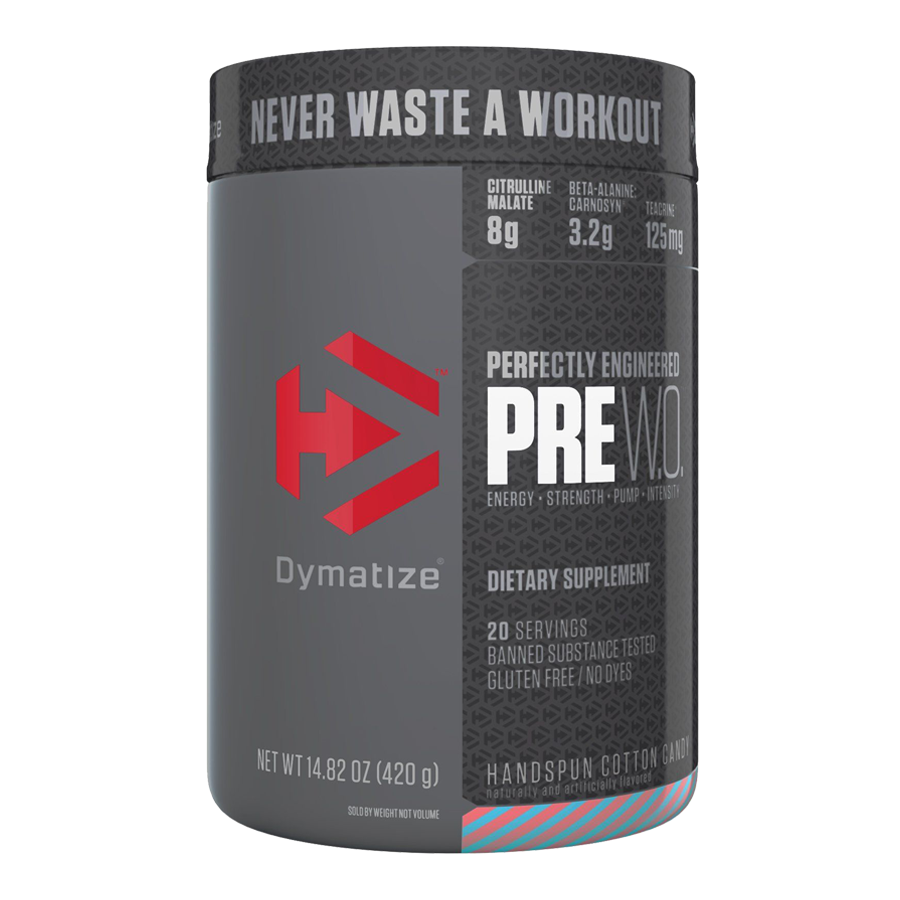 NEVER WASTE A WORKOUT
CITRULLINE
MALATE
8g
BETA-ALANINE:
CARNOSYN®
3.2g
TEACRINE®
125mg
PERFECTLY ENGINEERED
PRE W.O.
ENERGY • STRENGTH • PUMP • INTENSITY
™
Dymatize®
DIETARY SUPPLEMENT
20 SERVINGS
BANNED SUBSTANCE TESTED
GLUTEN FREE / NO DYES
NET WT 14.82 OZ (420 g)
SOLD BY WEIGHT NOT VOLUME
HANDSPUN COTTON CANDY
naturally and artificially flavored